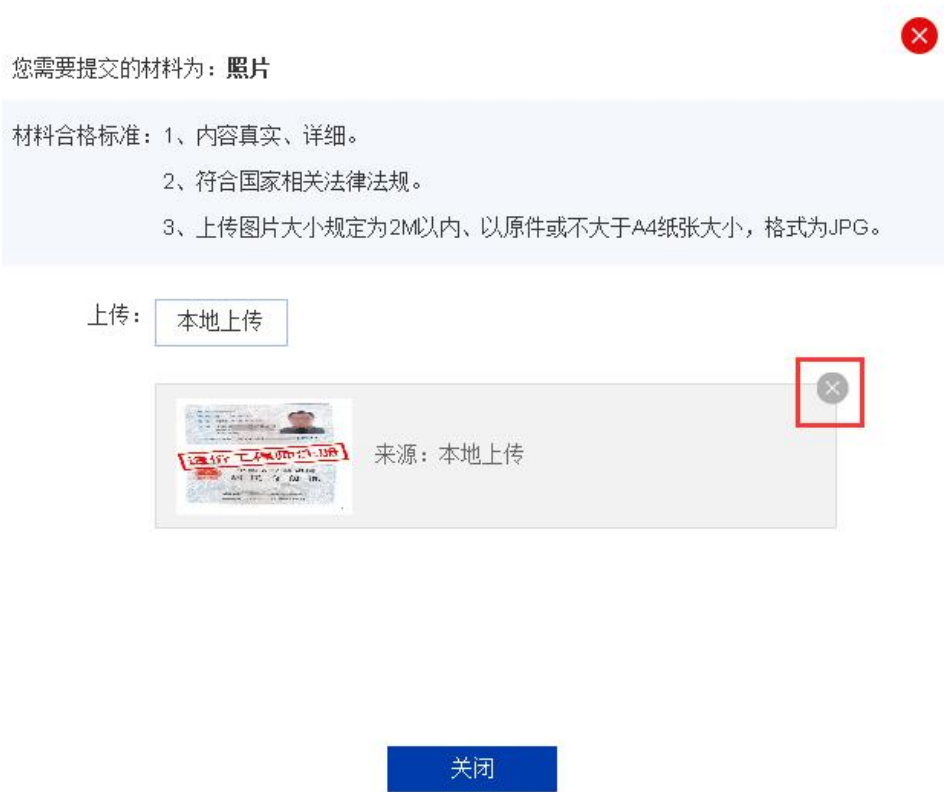 您需要提交的材料为：照片
材料合格标准：1、内容真实、详细。
2、符合国家相关法律法规。
3、上传图片大小规定为2M以内、以原件或不大于A4纸张大小，格式为JPG。
上传：
本地上传
来源：本地上传
关闭